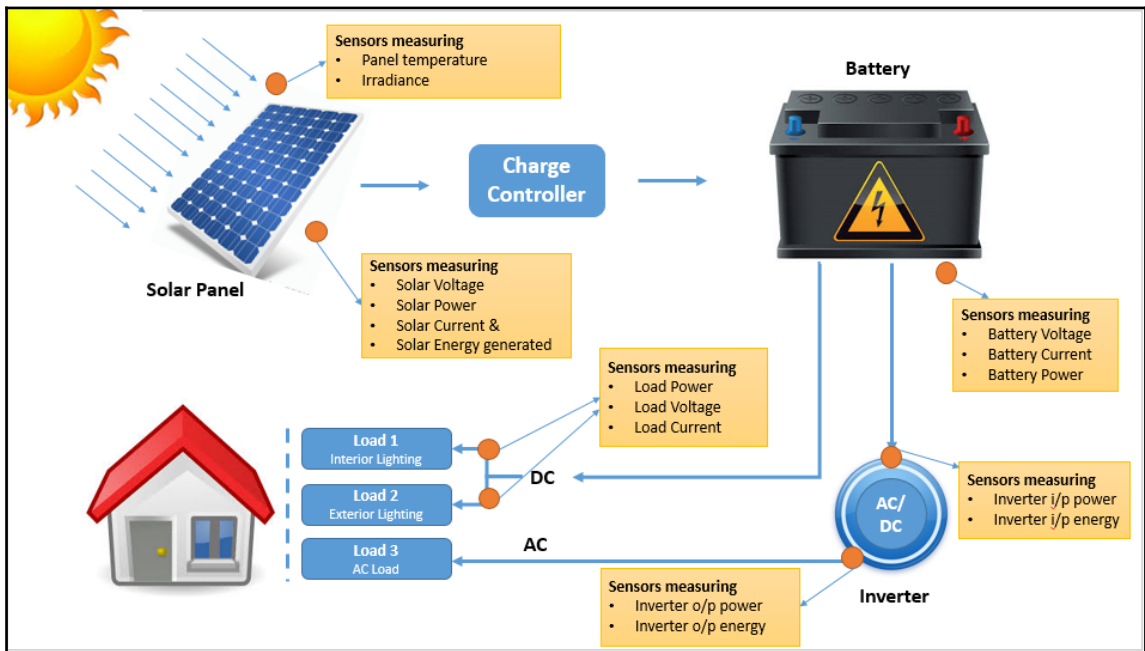 Sensors measuring
• Panel temperature
• Irradiance
Battery
Charge
Controller
Solar Panel
Sensors measuring
• Solar Voltage
• Solar Power
• Solar Current &
• Solar Energy generated
Sensors measuring
• Battery Voltage
• Battery Current
• Battery Power
Sensors measuring
• Load Power
• Load Voltage
• Load Current
Load 1
Interior Lighting
DC
Load 2
Exterior Lighting
AC/
DC
Sensors measuring
• Inverter i/p power
• Inverter i/p energy
Load 3
AC Load
AC
Inverter
Sensors measuring
• Inverter o/p power
• Inverter o/p energy